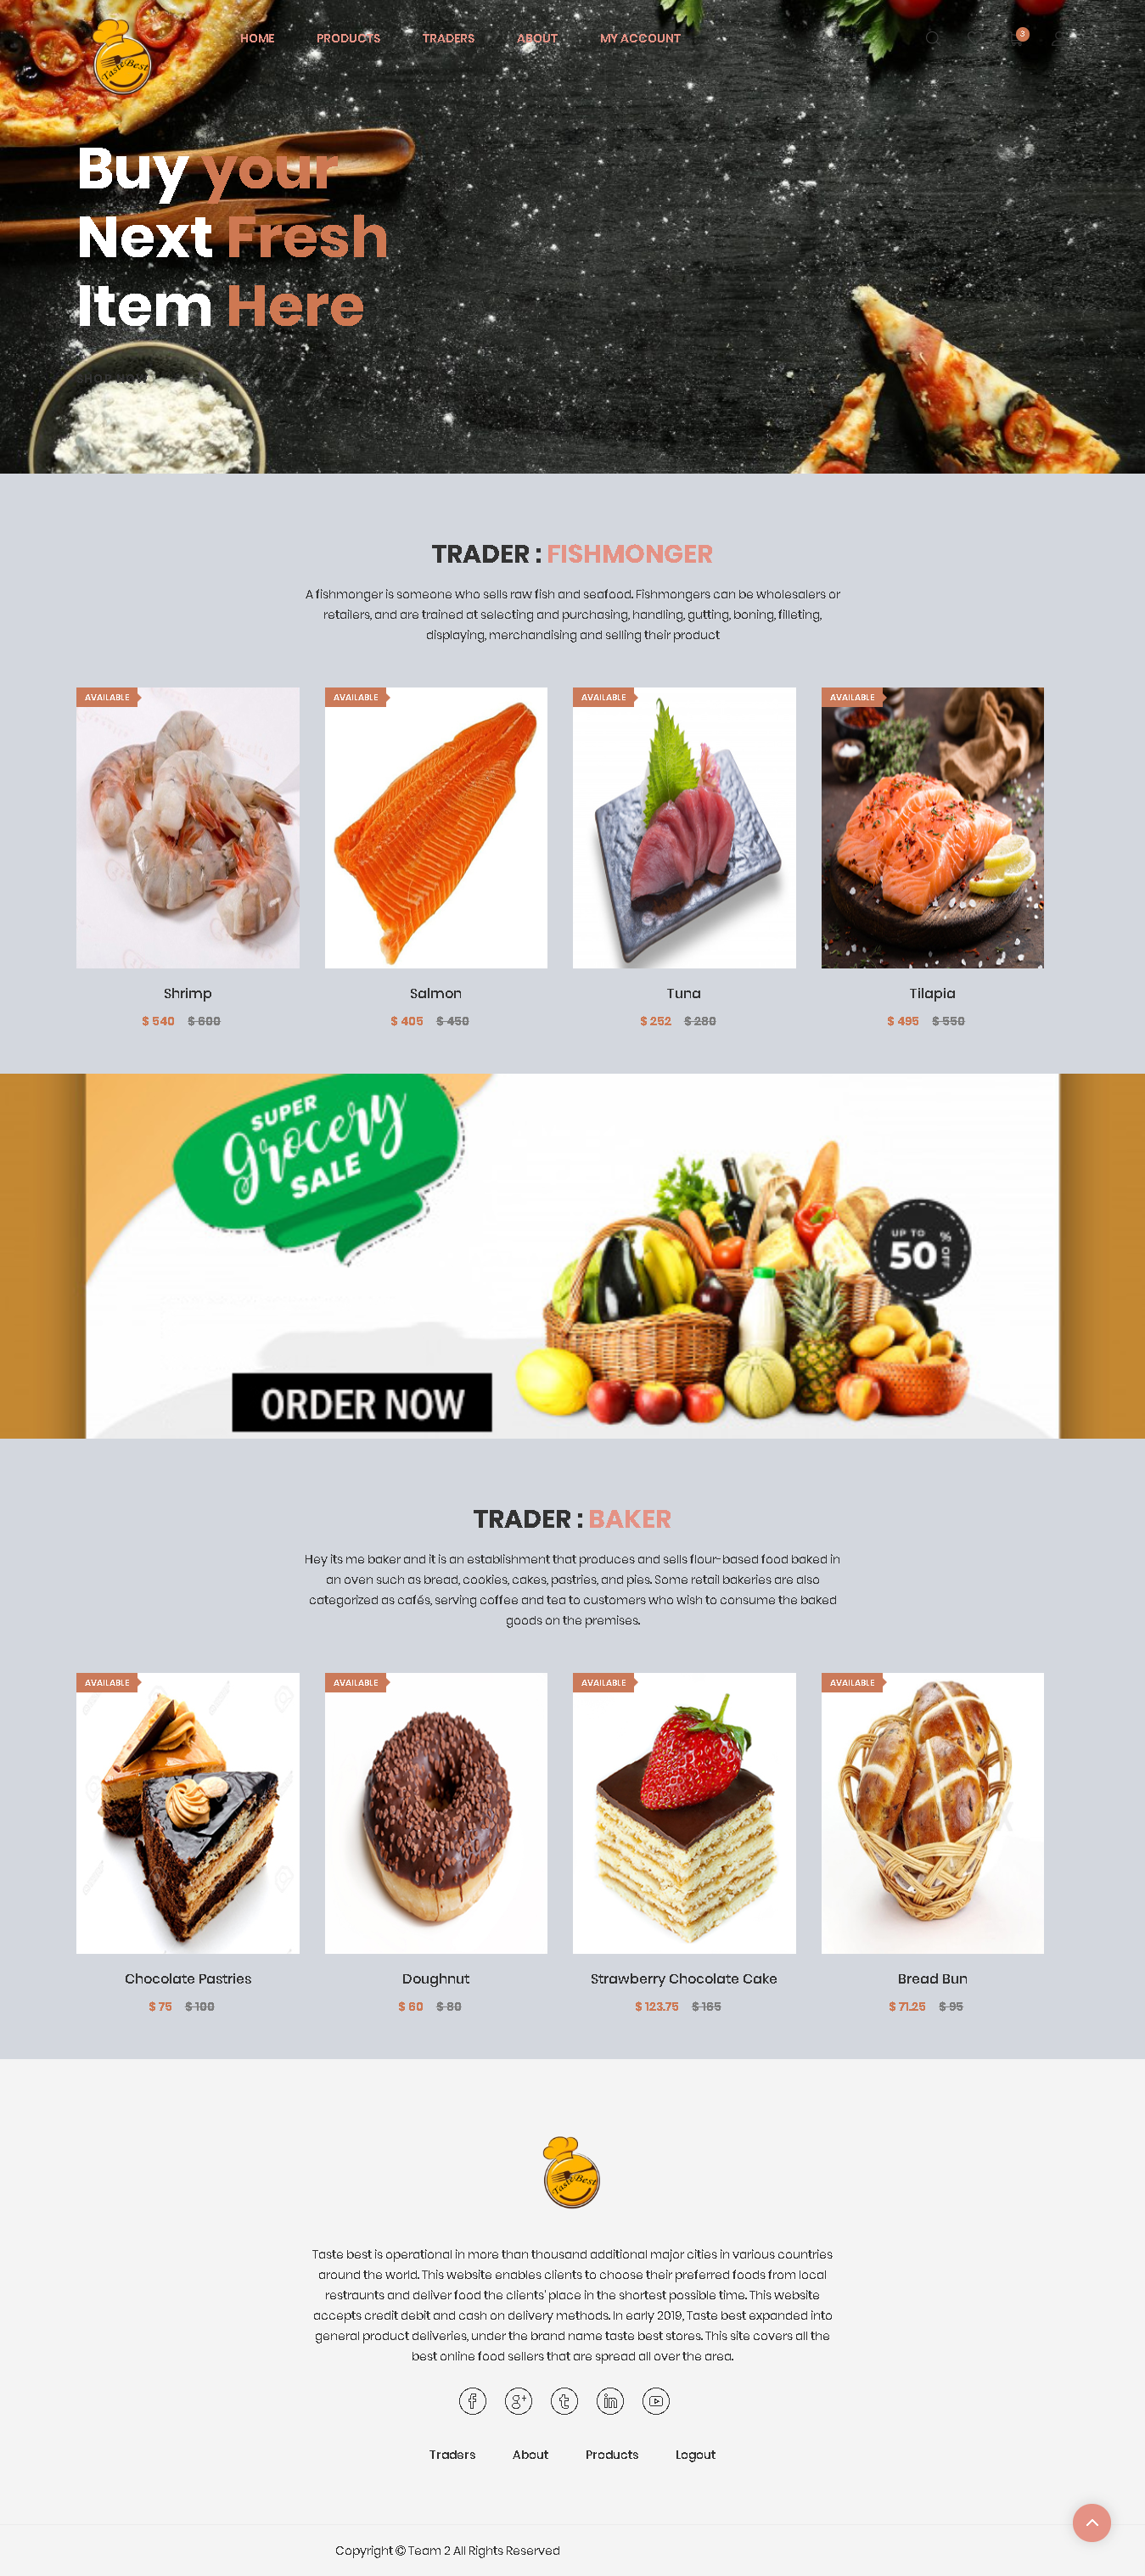 TasteBest
HOME PRODUCTS TRADERS ABOUT MY ACCOUNT
3
Buy your
Next Fresh
Item Here
SHOP NOW
TRADER : FISHMONGER
A fishmonger is someone who sells raw fish and seafood. Fishmongers can be wholesalers or
retailers, and are trained at selecting and purchasing, handling, gutting, boning, filleting,
displaying, merchandising and selling their product
AVAILABLE AVAILABLE AVAILABLE AVAILABLE
Shrimp Salmon Tuna Tilapia
$ 540 $ 600 $ 405 $ 450 $ 252 $ 280 $ 495 $ 550
SUPER
Grocery
SALE
UP TO
50% OFF
ORDER NOW
TRADER : BAKER
Hey its me baker and it is an establishment that produces and sells flour-based food baked in
an oven such as bread, cookies, cakes, pastries, and pies. Some retail bakeries are also
categorized as cafés, serving coffee and tea to customers who wish to consume the baked
goods on the premises.
AVAILABLE AVAILABLE AVAILABLE AVAILABLE
Chocolate Pastries Doughnut Strawberry Chocolate Cake Bread Bun
$ 75 $ 100 $ 60 $ 80 $ 123.75 $ 165 $ 71.25 $ 95
TasteBest
Taste best is operational in more than thousand additional major cities in various countries
around the world. This website enables clients to choose their preferred foods from local
restraunts and deliver food the clients' place in the shortest possible time. This website
accepts credit debit and cash on delivery methods. In early 2019, Taste best expanded into
general product deliveries, under the brand name taste best stores. This site covers all the
best online food sellers that are spread all over the area.
Traders About Products Logout
Copyright © Team 2 All Rights Reserved